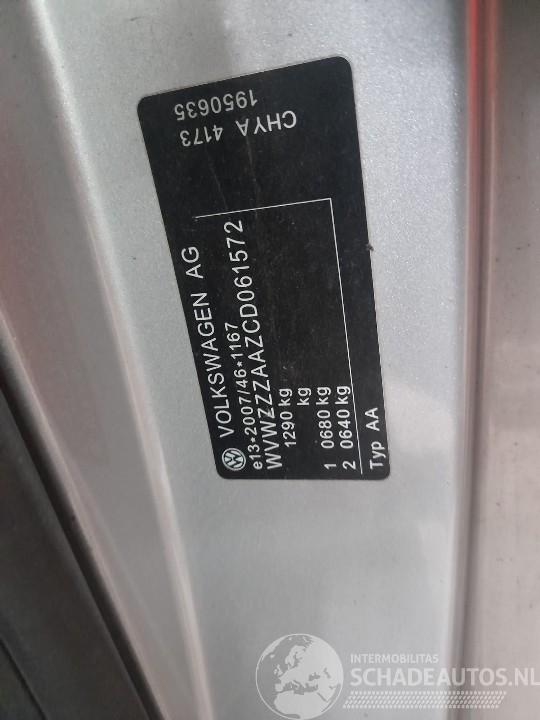 VOLKSWAGEN AG
e13*2007/46*1167
WVWZZZAAZCD061572
1290 kg
kg
1 0680 kg
2 0640 kg
Typ AA
CHYA 4173
1950635
INTERMOBILITAS
SCHADEAUTOS.NL